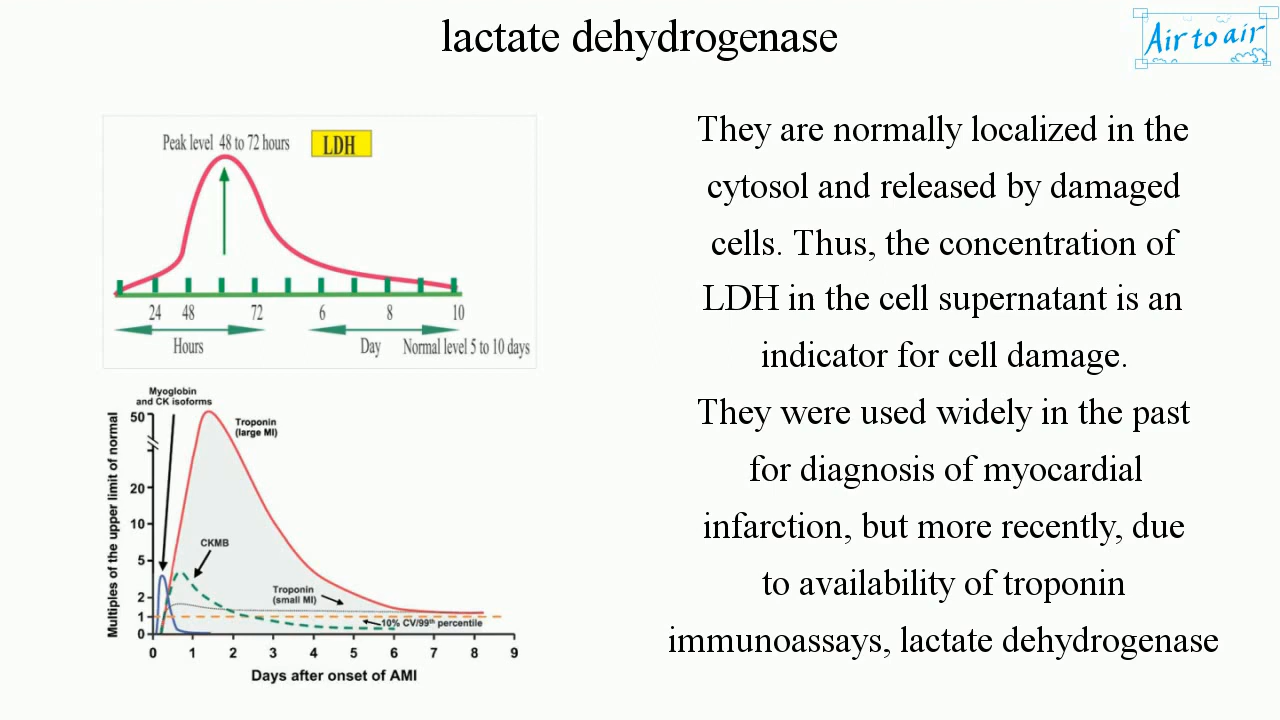 lactate dehydrogenase
Air to air
Peak level 48 to 72 hours
LDH
24 48 72 6 8 10
Hours Day Normal level 5 to 10 days
Myoglobin
and CK isoforms
Troponin
(large MI)
CKMB
Troponin
(small MI)
10% CV/99th percentile
Multiples of the upper limit of normal
50
20
10
5
2
1
0
0 1 2 3 4 5 6 7 8 9
Days after onset of AMI
They are normally localized in the
cytosol and released by damaged
cells. Thus, the concentration of
LDH in the cell supernatant is an
indicator for cell damage.
They were used widely in the past
for diagnosis of myocardial
infarction, but more recently, due
to availability of troponin
immunoassays, lactate dehydrogenase